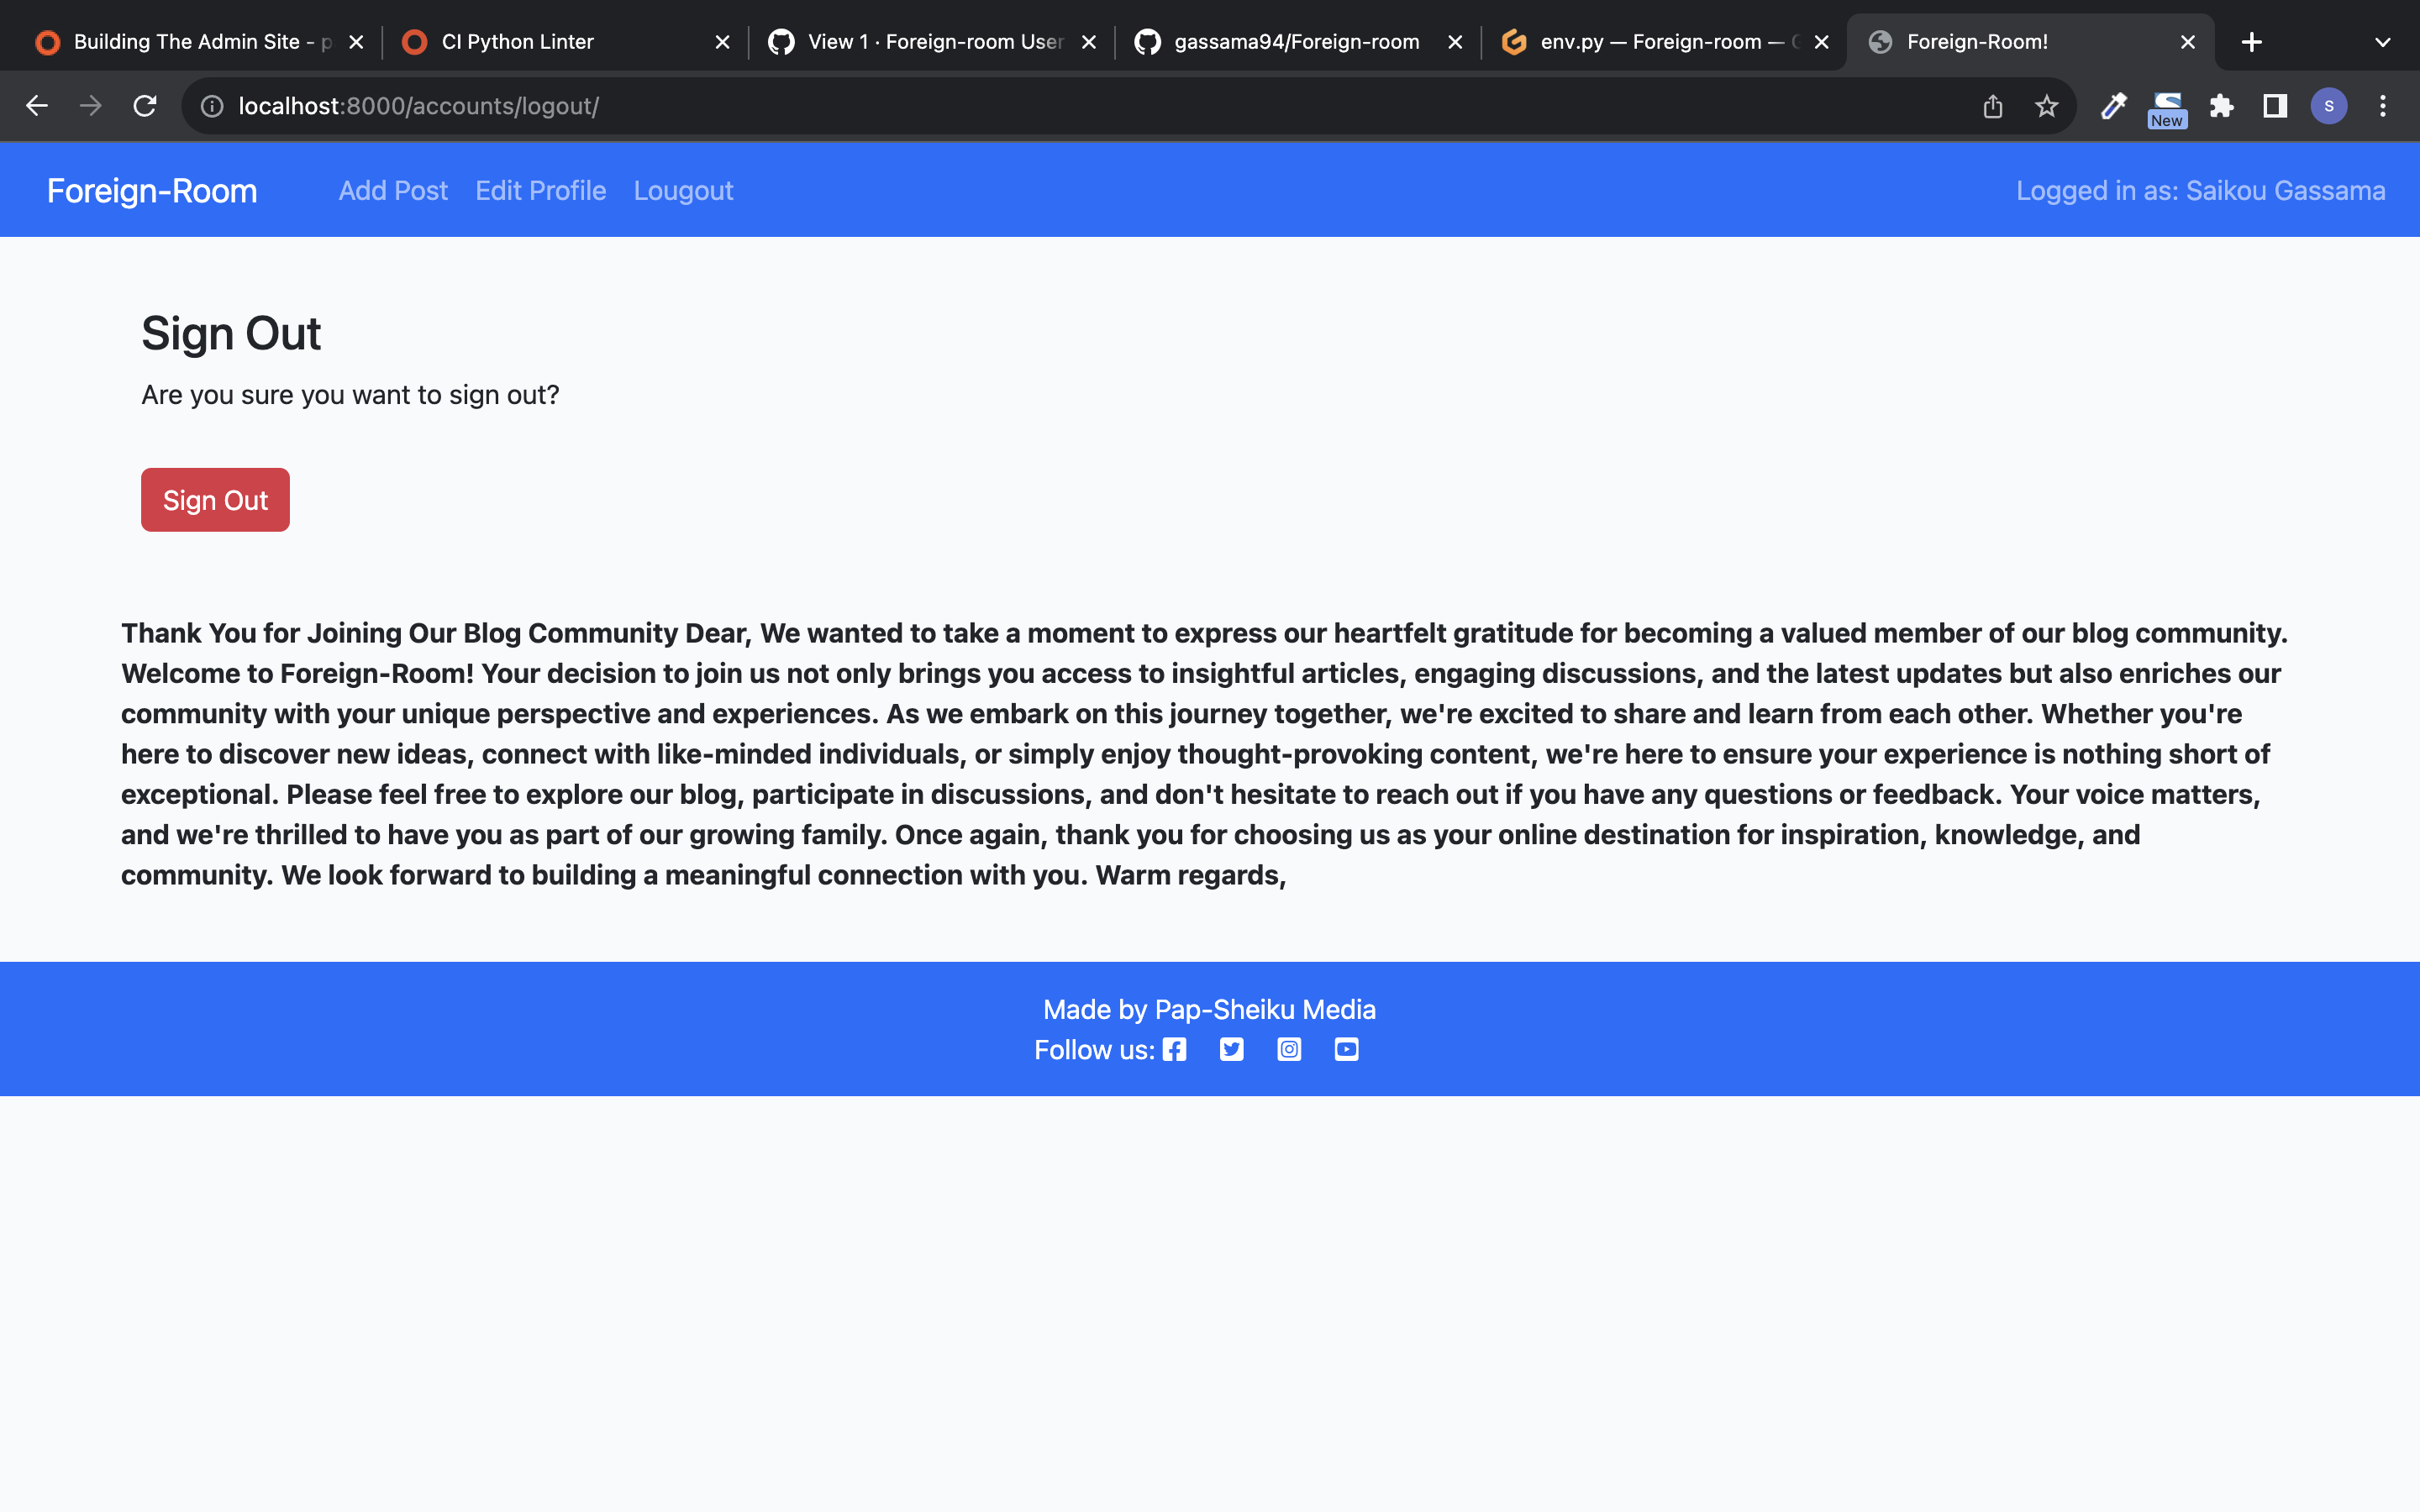 Building The Admin Site -
CI Python Linter
View 1 · Foreign-room User
gassama94/Foreign-room
env.py — Foreign-room —
Foreign-Room!
localhost:8000/accounts/logout/
New
S
Foreign-Room
Add Post
Edit Profile
Lougout
Logged in as: Saikou Gassama
Sign Out
Are you sure you want to sign out?
Sign Out
Thank You for Joining Our Blog Community Dear, We wanted to take a moment to express our heartfelt gratitude for becoming a valued member of our blog community.
Welcome to Foreign-Room! Your decision to join us not only brings you access to insightful articles, engaging discussions, and the latest updates but also enriches our
community with your unique perspective and experiences. As we embark on this journey together, we're excited to share and learn from each other. Whether you're
here to discover new ideas, connect with like-minded individuals, or simply enjoy thought-provoking content, we're here to ensure your experience is nothing short of
exceptional. Please feel free to explore our blog, participate in discussions, and don't hesitate to reach out if you have any questions or feedback. Your voice matters,
and we're thrilled to have you as part of our growing family. Once again, thank you for choosing us as your online destination for inspiration, knowledge, and
community. We look forward to building a meaningful connection with you. Warm regards,
Made by Pap-Sheiku Media
Follow us: